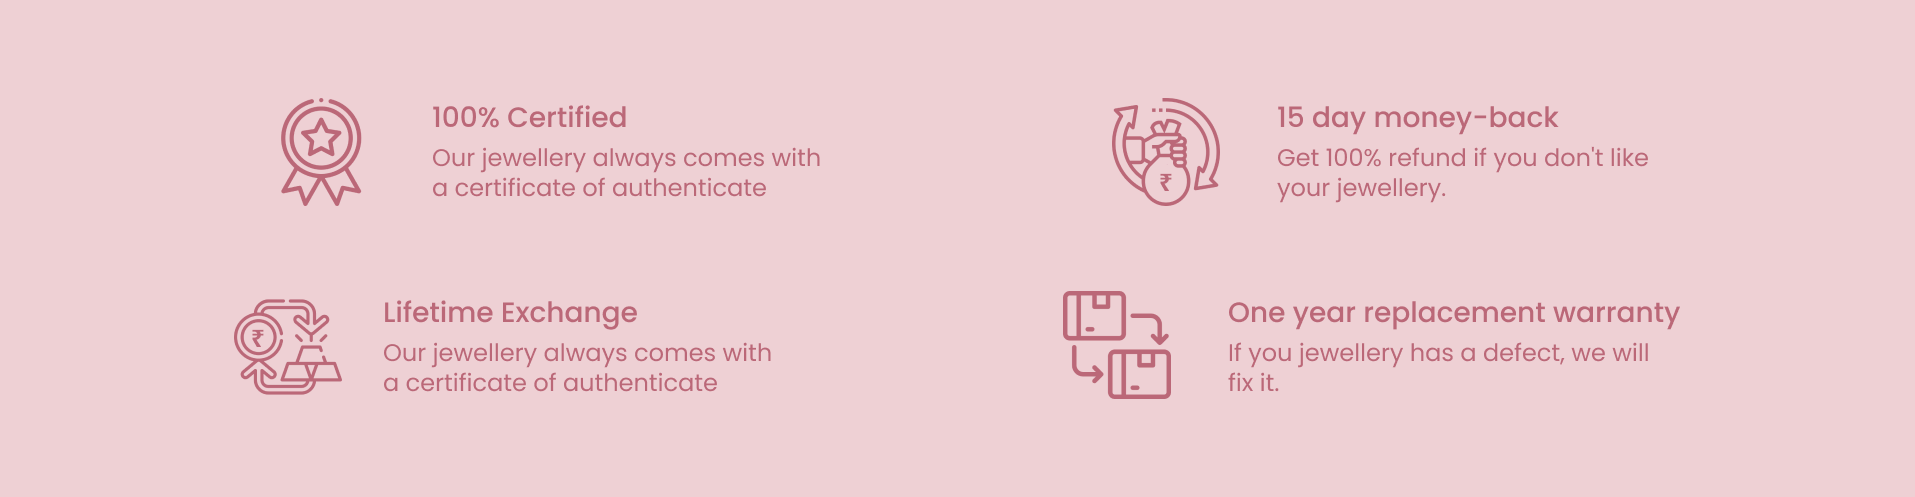 100% Certified
Our jewellery always comes with
a certificate of authenticate
15 day money-back
Get 100% refund if you don't like
your jewellery.
₹
Lifetime Exchange
Our jewellery always comes with
a certificate of authenticate
₹
One year replacement warranty
If you jewellery has a defect, we will
fix it.